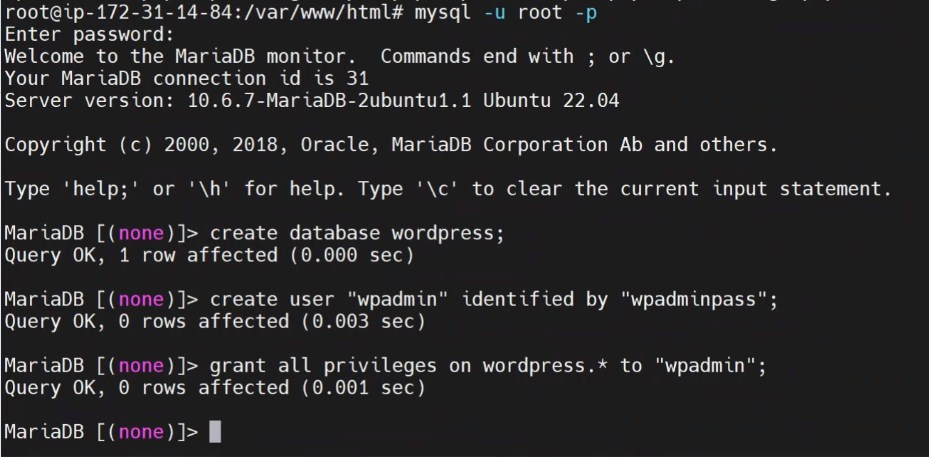 root@ip-172-31-14-84:/var/www/html# mysql -u root -p
Enter password:
Welcome to the MariaDB monitor.  Commands end with ; or \g.
Your MariaDB connection id is 31
Server version: 10.6.7-MariaDB-2ubuntu1.1 Ubuntu 22.04
Copyright (c) 2000, 2018, Oracle, MariaDB Corporation Ab and others.
Type 'help;' or '\h' for help. Type '\c' to clear the current input statement.
MariaDB [(none)]> create database wordpress;
Query OK, 1 row affected (0.000 sec)
MariaDB [(none)]> create user "wpadmin" identified by "wpadminpass";
Query OK, 0 rows affected (0.003 sec)
MariaDB [(none)]> grant all privileges on wordpress.* to "wpadmin";
Query OK, 0 rows affected (0.001 sec)
MariaDB [(none)]>